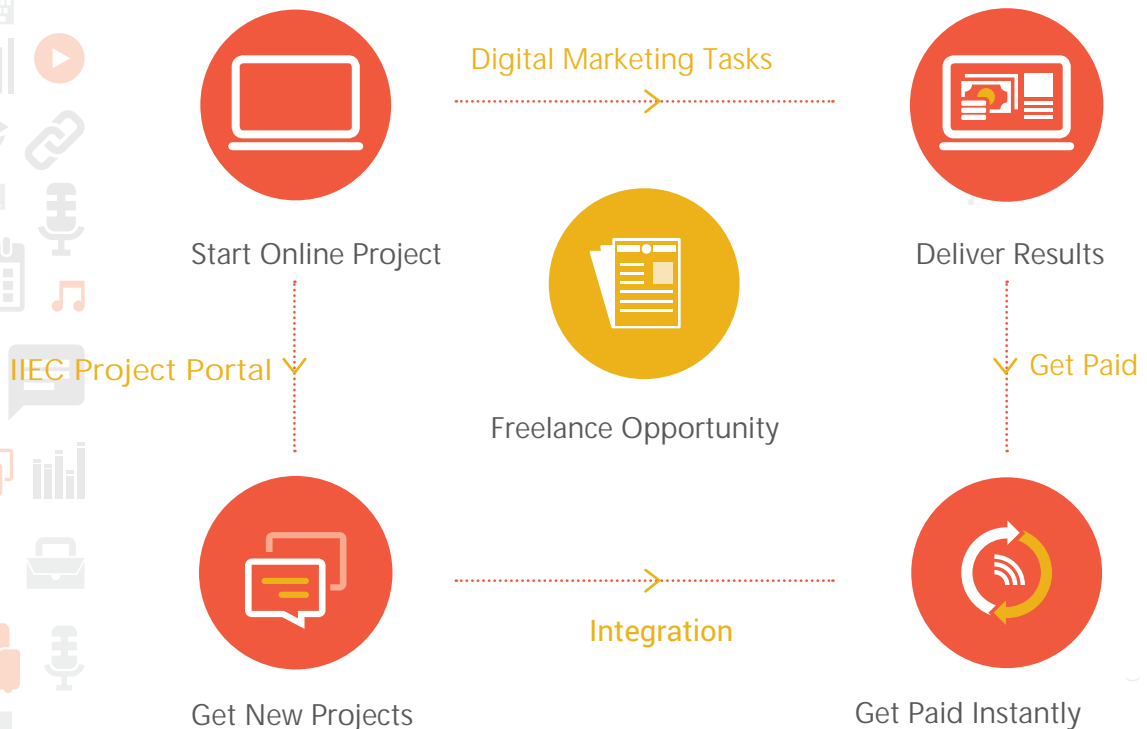 Digital Marketing Tasks
Start Online Project
Deliver Results
IIEC Project Portal
Get Paid
Freelance Opportunity
Integration
Get New Projects
Get Paid Instantly